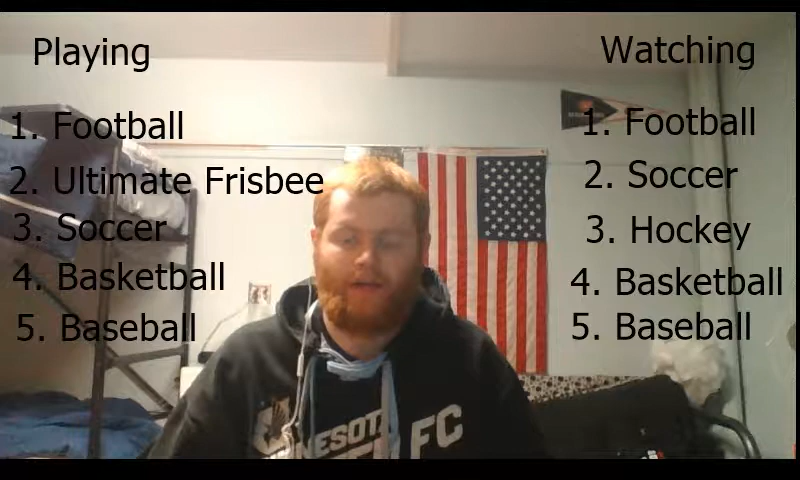 Playing
1. Football
2. Ultimate Frisbee
3. Soccer
4. Basketball
5. Baseball
Watching
1. Football
2. Soccer
3. Hockey
4. Basketball
5. Baseball
FC